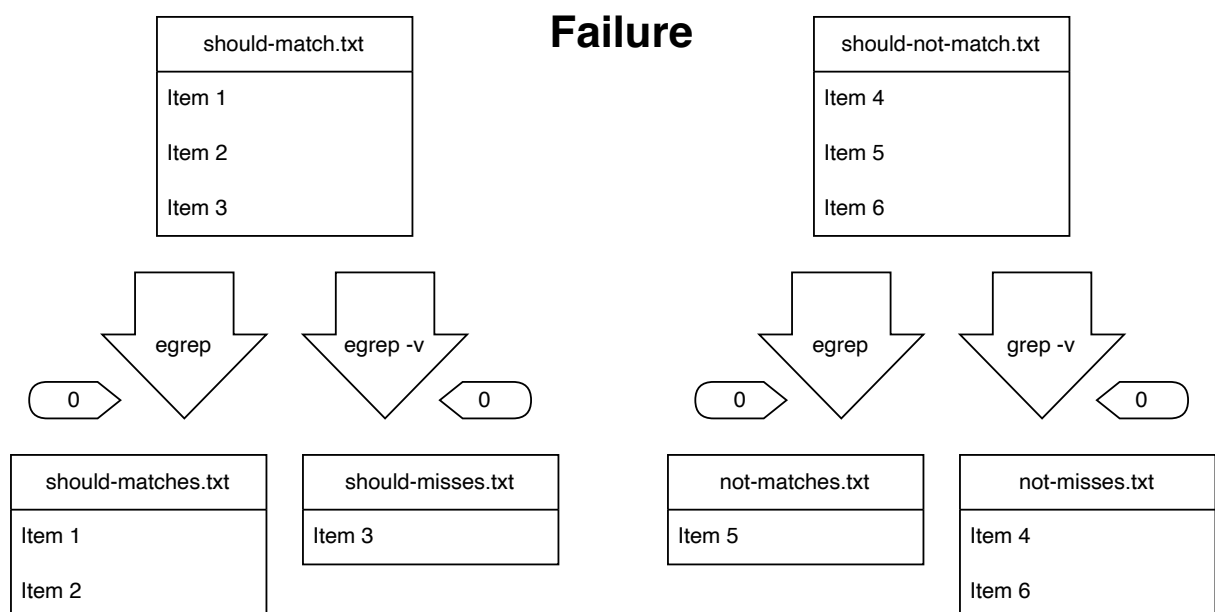 Failure
should-match.txt
Item 1
Item 2
Item 3
egrep
egrep -v
0
0
should-matches.txt
Item 1
Item 2
should-misses.txt
Item 3
should-not-match.txt
Item 4
Item 5
Item 6
egrep
grep -v
0
0
not-matches.txt
Item 5
not-misses.txt
Item 4
Item 6